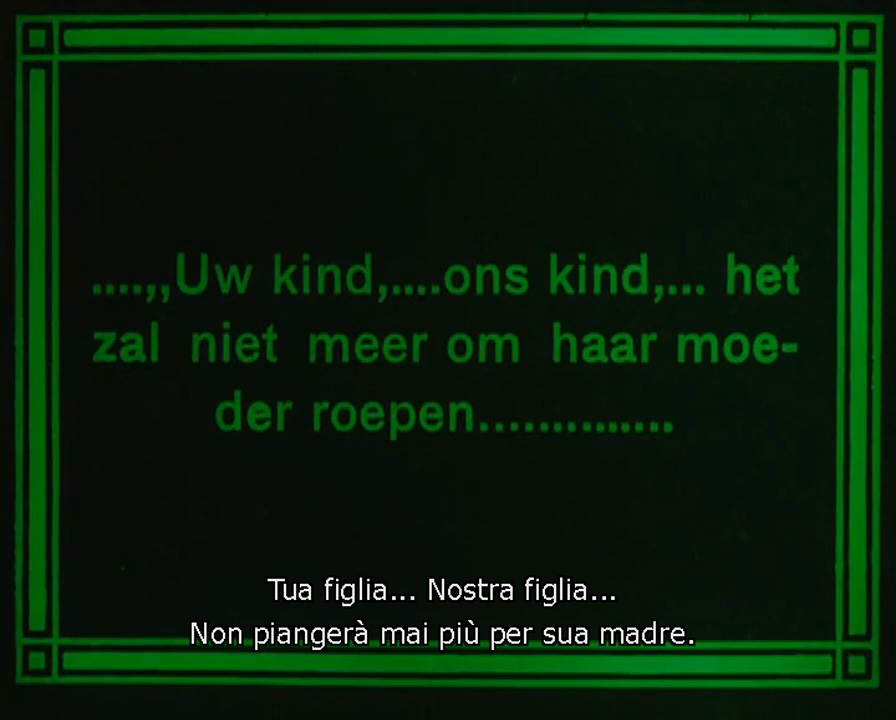 ....,,Uw kind,....ons kind,... het
zal niet meer om haar moe-
der roepen..............
Tua figlia... Nostra figlia...
Non piangerà mai più per sua madre.